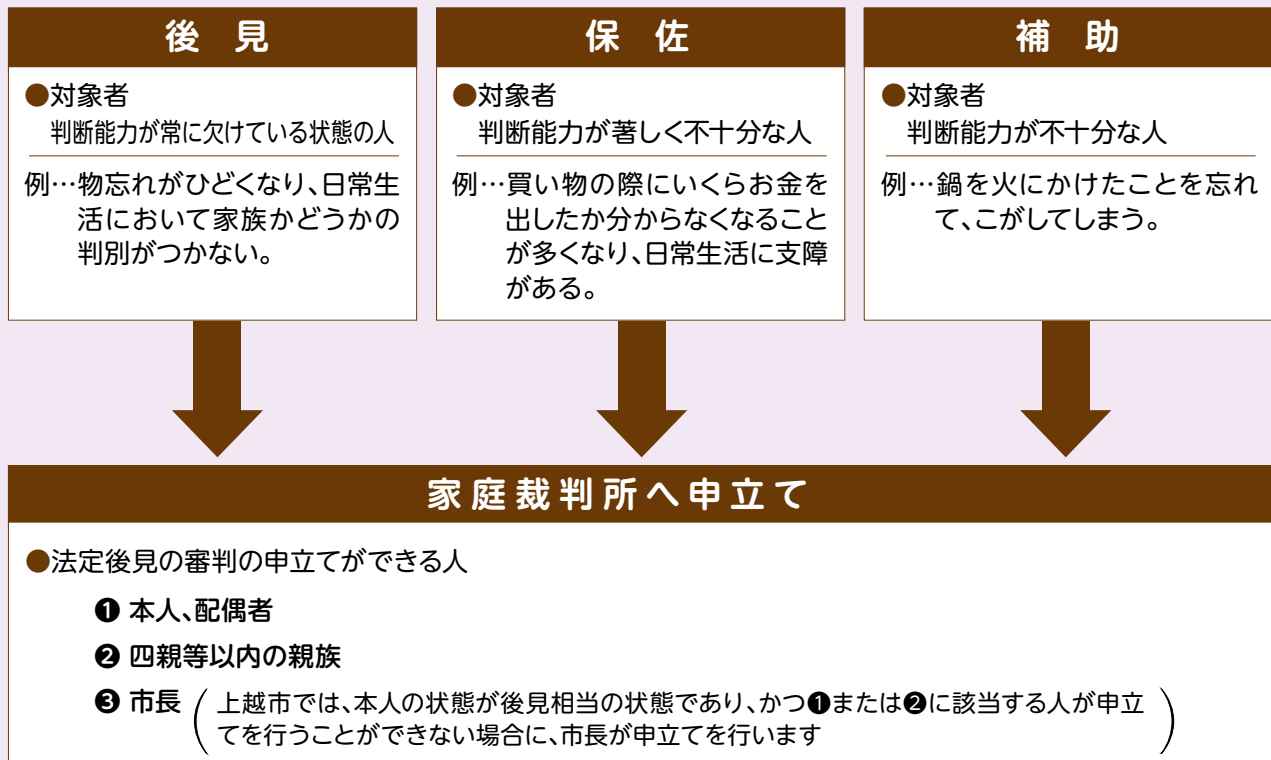 後見
●対象者
判断能力が常に欠けている状態の人
例…物忘れがひどくなり、日常生
活において家族かどうかの
判別がつかない。
保佐
●対象者
判断能力が著しく不十分な人
例…買い物の際にいくらお金を
出したか分からなくなること
が多くなり、日常生活に支障
がある。
補助
●対象者
判断能力が不十分な人
例…鍋を火にかけたことを忘れ
て、こがしてしまう。
家庭裁判所へ申立て
●法定後見の審判の申立てができる人
❶ 本人、配偶者
❷ 四親等以内の親族
❸ 市長(上越市では、本人の状態が後見相当の状態であり、かつ❶または❷に該当する人が申立
てを行うことができない場合に、市長が申立てを行います)